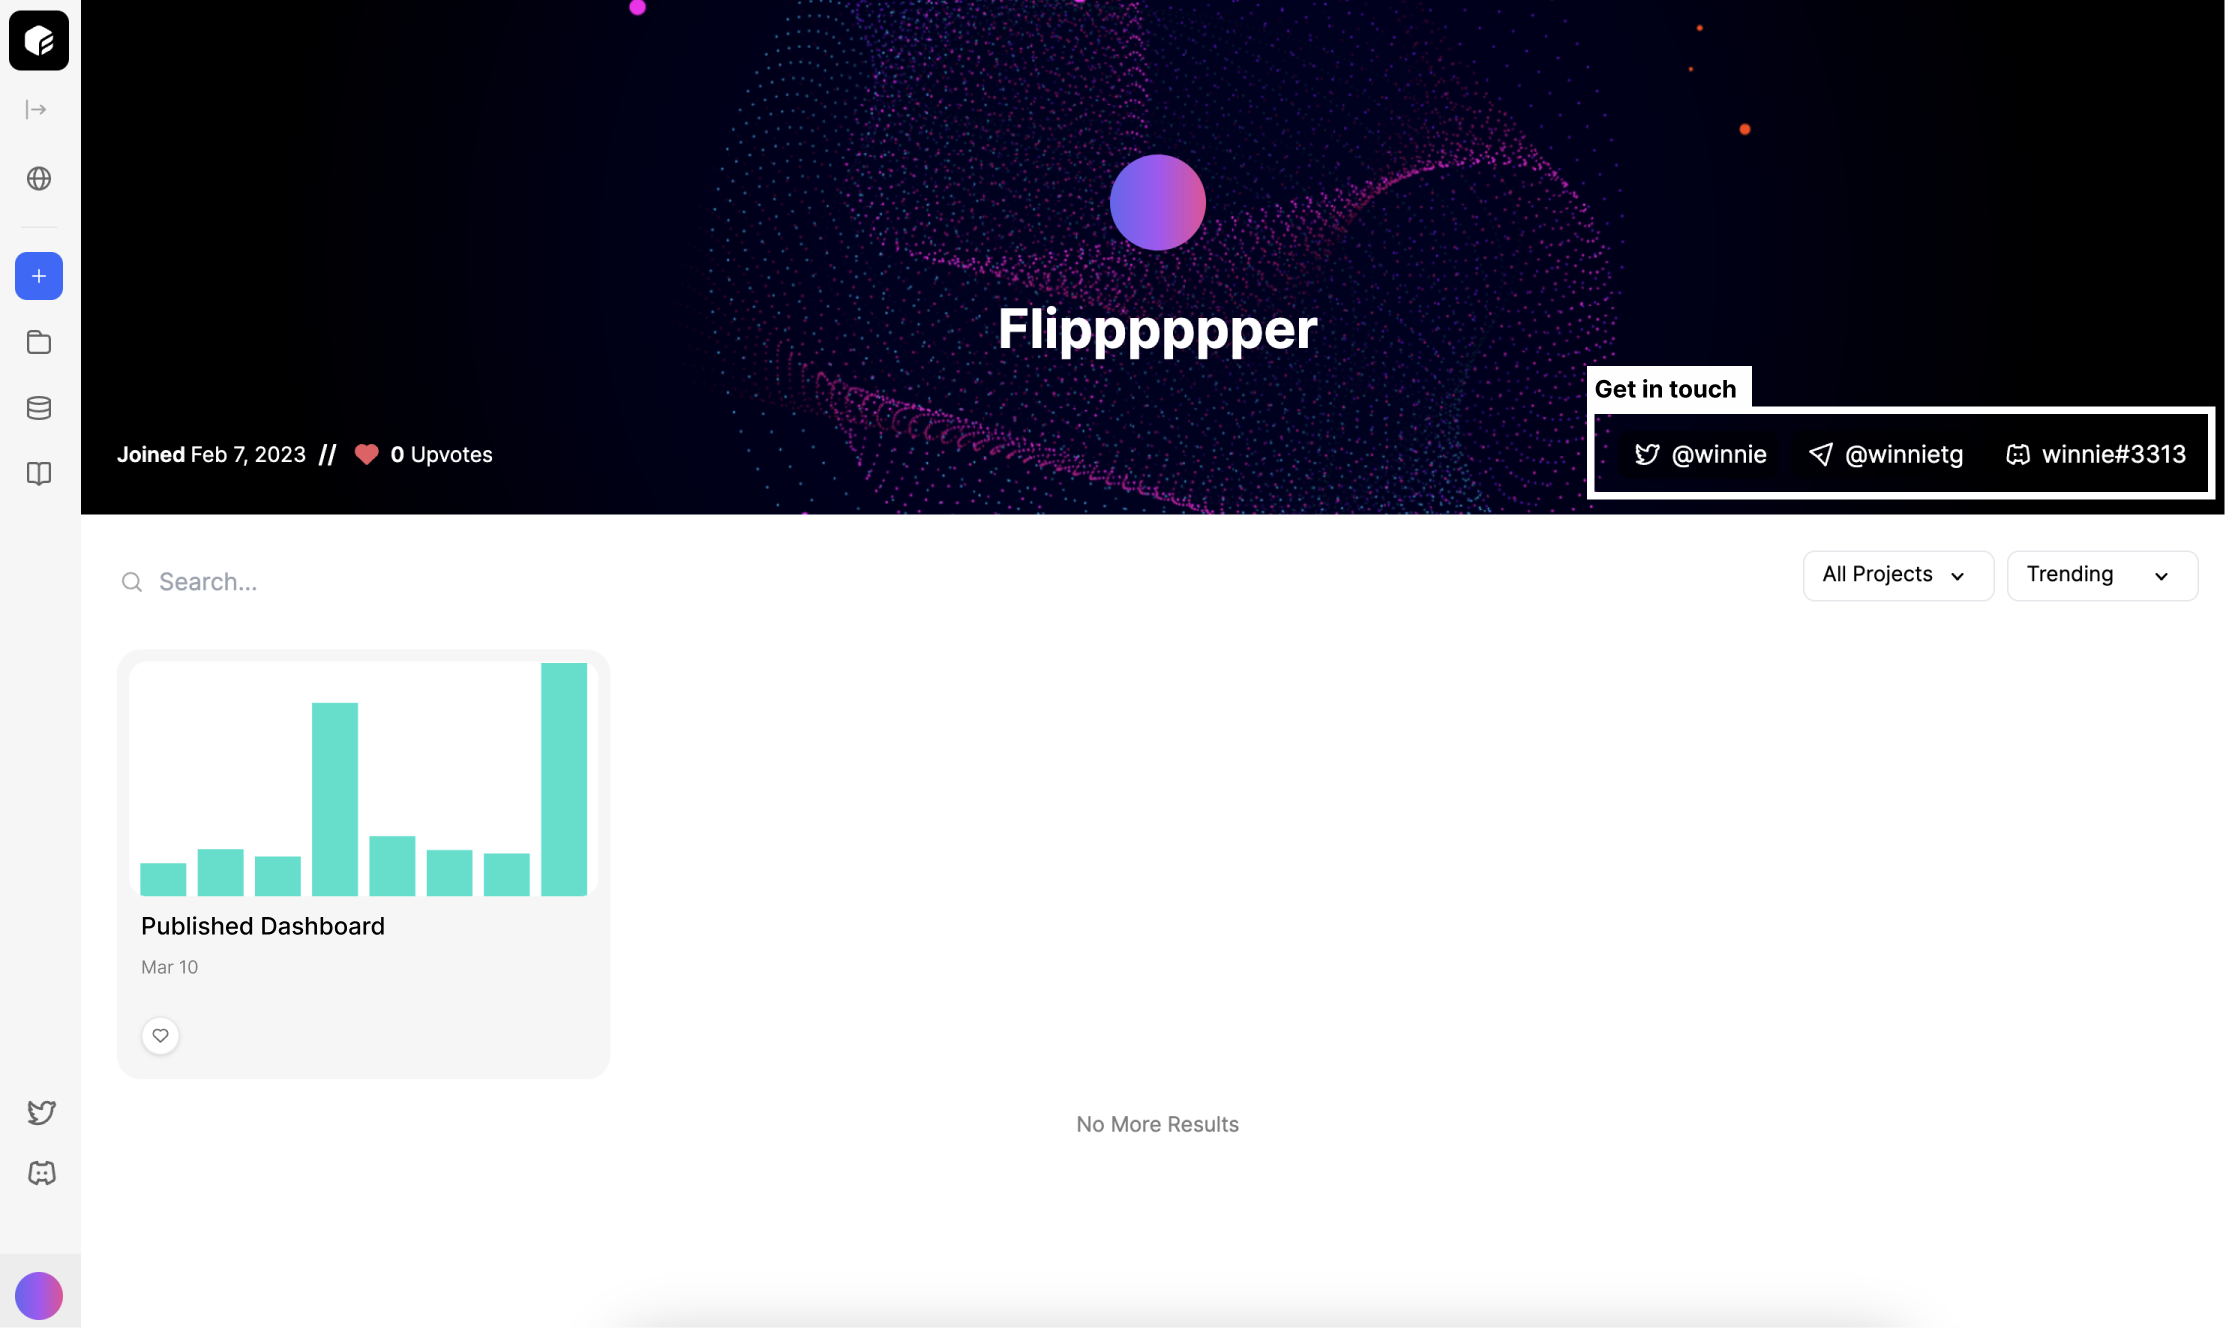 Flipppppper
Get in touch
Joined Feb 7, 2023 // 0 Upvotes
@winnie @winnietg winnie#3313
Search...
All Projects
Trending
Published Dashboard
Mar 10
No More Results